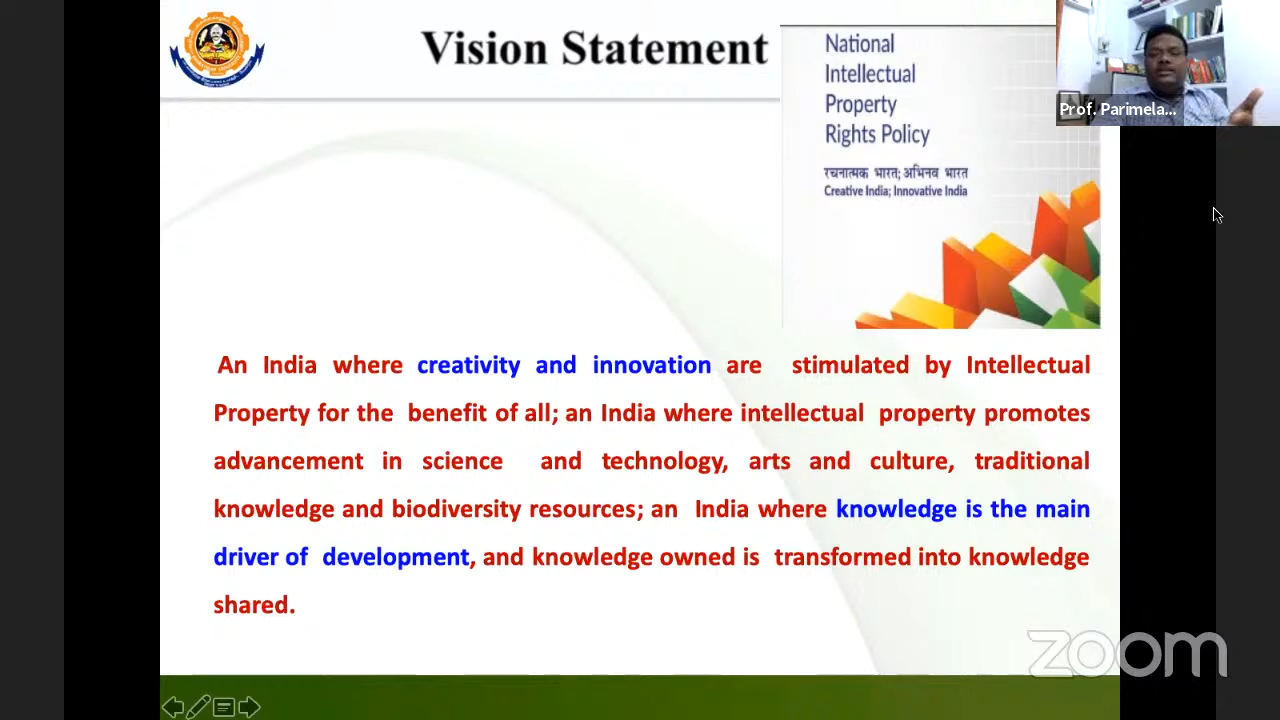 Vision Statement
National
Intellectual
Property
Rights Policy
रचनात्मक भारत; अभिनव भारत
Creative India; Innovative India
Prof. Parimela...
An India where creativity and innovation are stimulated by Intellectual
Property for the benefit of all; an India where intellectual property promotes
advancement in science and technology, arts and culture, traditional
knowledge and biodiversity resources; an India where knowledge is the main
driver of development, and knowledge owned is transformed into knowledge
shared.
zoom